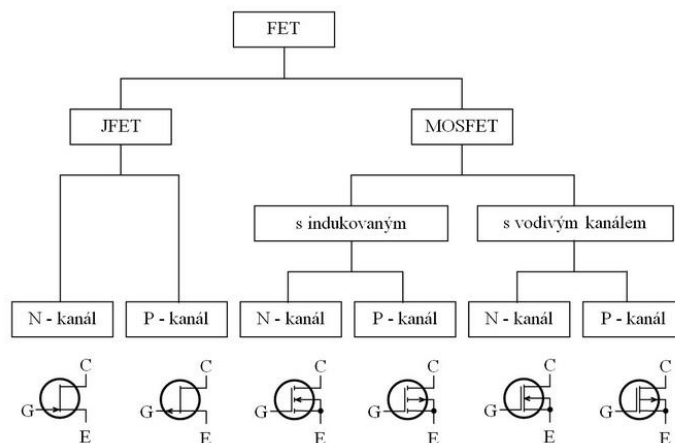 FET
JFET
MOSFET
s indukovaným
s vodivým kanálem
N - kanál
P - kanál
N - kanál
P - kanál
N - kanál
P - kanál
C
C
C
C
C
C
G
G
G
G
G
G
E
E
E
E
E
E